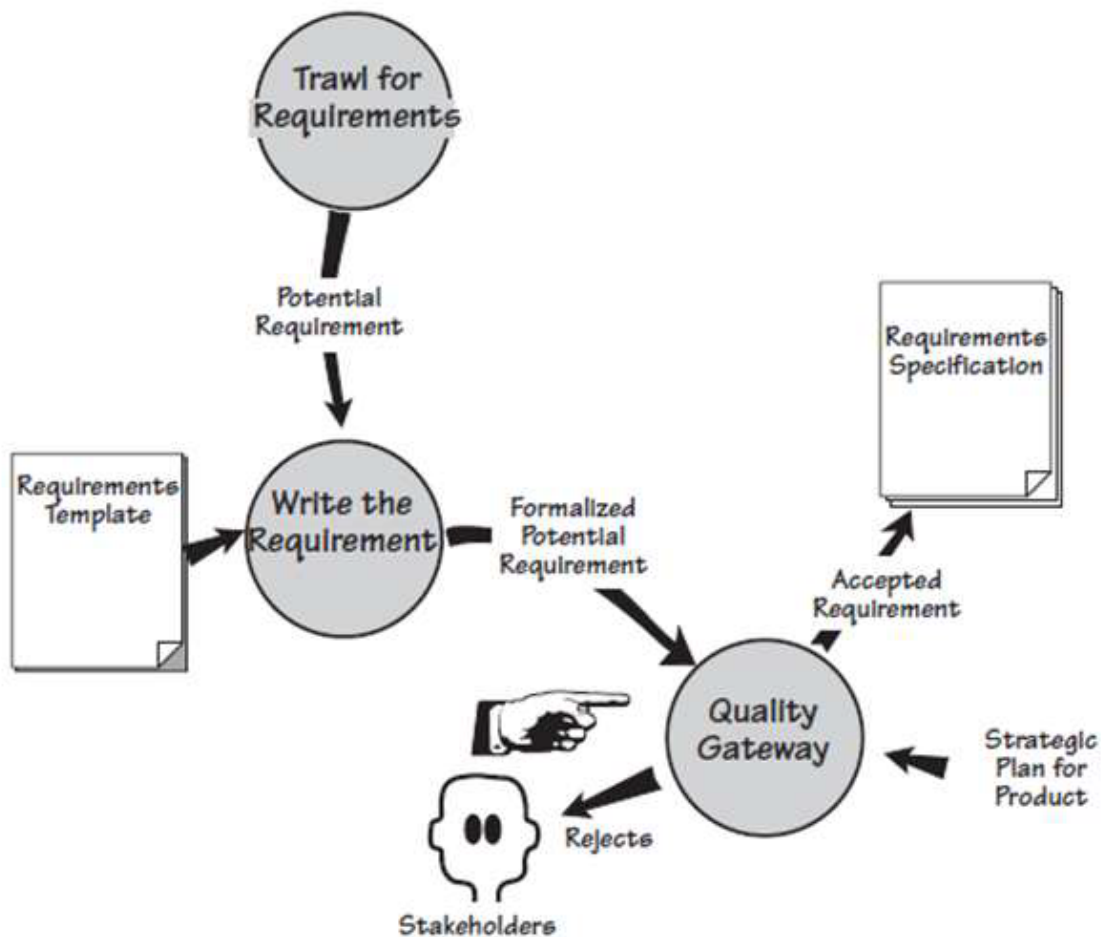 Trawl for
Requirements
Potential
Requirement
Requirements
Specification
Requirements
Template
Write the
Requirement
Formalized
Potential
Requirement
Accepted
Requirement
Quality
Gateway
Strategic
Plan for
Product
Rejects
Stakeholders